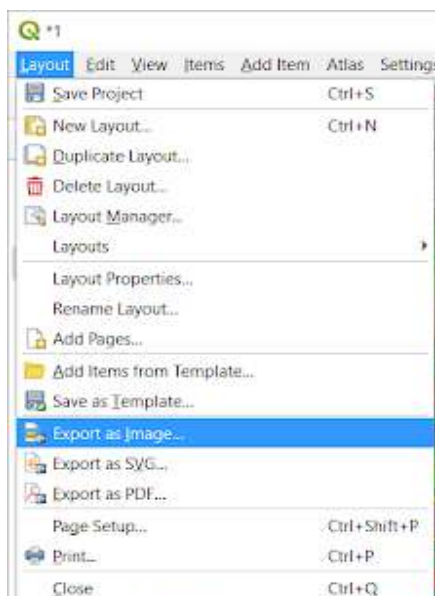 *1
Layout Edit View Items Add Item Atlas Settings
Save Project Ctrl+S
New Layout... Ctrl+N
Duplicate Layout...
Delete Layout...
Layout Manager...
Layouts
Layout Properties...
Rename Layout...
Add Pages...
Add Items from Template...
Save as Template...
Export as Image...
Export as SVG...
Export as PDF...
Page Setup... Ctrl+Shift+P
Print... Ctrl+P
Close Ctrl+Q